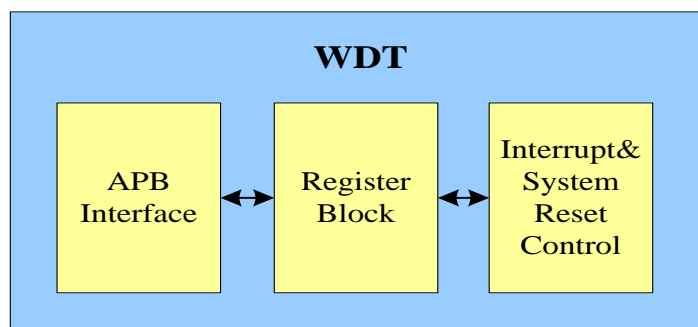 WDT
APB
Interface
Register
Block
Interrupt&
System
Reset
Control